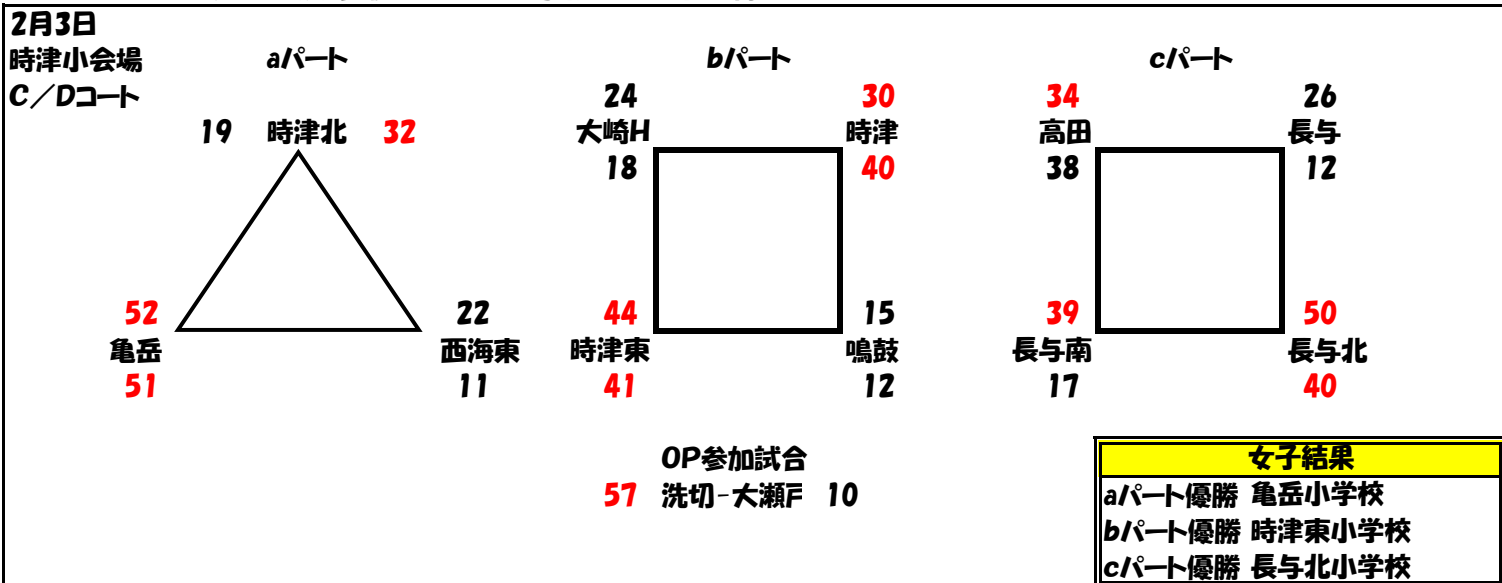 2月3日
時津小会場 aパート bパート cパート
C/Dコート 24 30 34 26
19 時津北 32 大崎H 時津 高田 長与
18 40 38 12
52 22 44 15 39 50
亀岳 西海東 時津東 鳴鼓 長与南 長与北
51 11 41 12 17 40
OP参加試合
57 洗切-大瀬戸 10
女子結果
aパート優勝 亀岳小学校
bパート優勝 時津東小学校
cパート優勝 長与北小学校